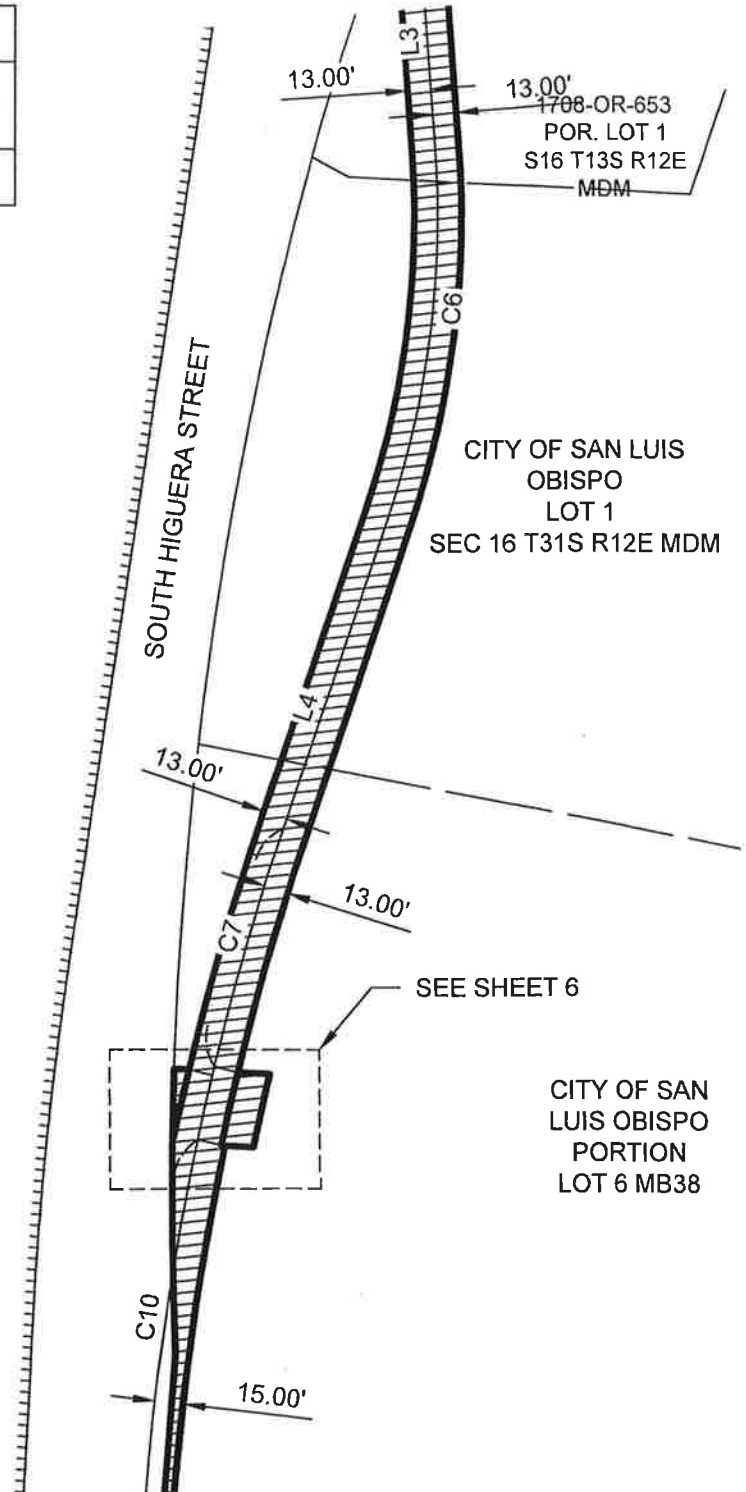 L3
13.00'
13.00'
1708-OR-653
POR. LOT 1
S16 T13S R12E
MDM
C6
SOUTH HIGUERA STREET
CITY OF SAN LUIS
OBISPO
LOT 1
SEC 16 T31S R12E MDM
L4
13.00'
13.00'
C7
SEE SHEET 6
CITY OF SAN
LUIS OBISPO
PORTION
LOT 6 MB38
C10
15.00'